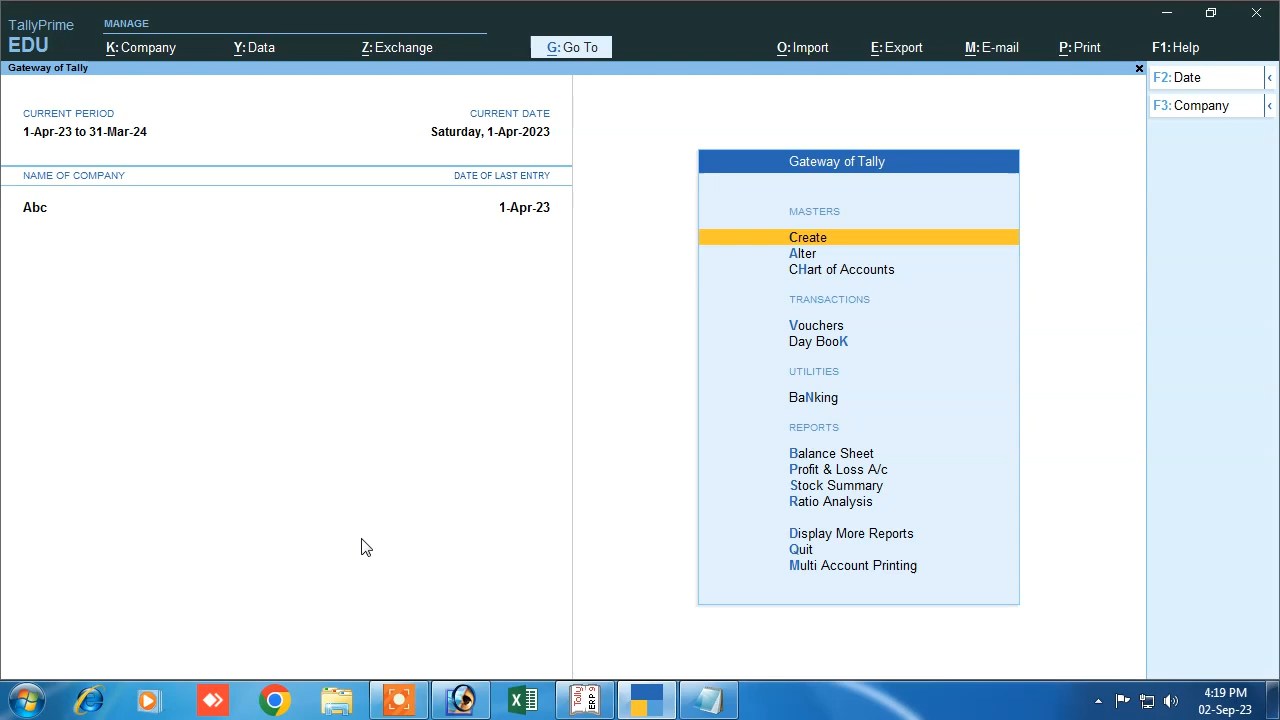 TallyPrime
EDU
MANAGE
K: Company
Y: Data
Z: Exchange
G: Go To
O: Import
E: Export
M: E-mail
P: Print
F1: Help
Gateway of Tally
F2: Date
F3: Company
CURRENT PERIOD
CURRENT DATE
1-Apr-23 to 31-Mar-24
Saturday, 1-Apr-2023
NAME OF COMPANY
DATE OF LAST ENTRY
Abc
1-Apr-23
Gateway of Tally
MASTERS
Create
Alter
CHart of Accounts
TRANSACTIONS
Vouchers
Day BooK
UTILITIES
BaNking
REPORTS
Balance Sheet
Profit & Loss A/c
Stock Summary
Ratio Analysis
Display More Reports
Quit
Multi Account Printing
Tally
ERP9
4:19 PM
02-Sep-23